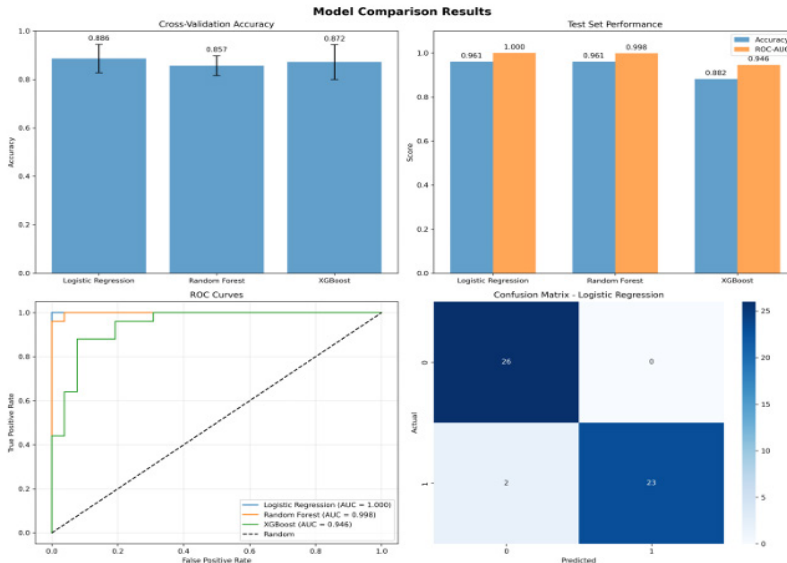 Model Comparison Results
Cross-Validation Accuracy
1.0
0.8
0.6
0.4
0.2
0.0
Accuracy
0.886
0.857
0.872
Logistic Regression
Random Forest
XGBoost
Test Set Performance
1.0
0.8
0.6
0.4
0.2
0.0
Score
0.961
1.000
0.961
0.998
0.882
0.946
Accuracy
ROC-AUC
Logistic Regression
Random Forest
XGBoost
ROC Curves
1.0
0.8
0.6
0.4
0.2
0.0
True Positive Rate
Logistic Regression (AUC = 1.000)
Random Forest (AUC = 0.998)
XGBoost (AUC = 0.946)
Random
0.0
0.2
0.4
0.6
0.8
1.0
False Positive Rate
Confusion Matrix - Logistic Regression
0
1
Actual
26
0
2
23
0
1
Predicted
25
20
15
10
5
0